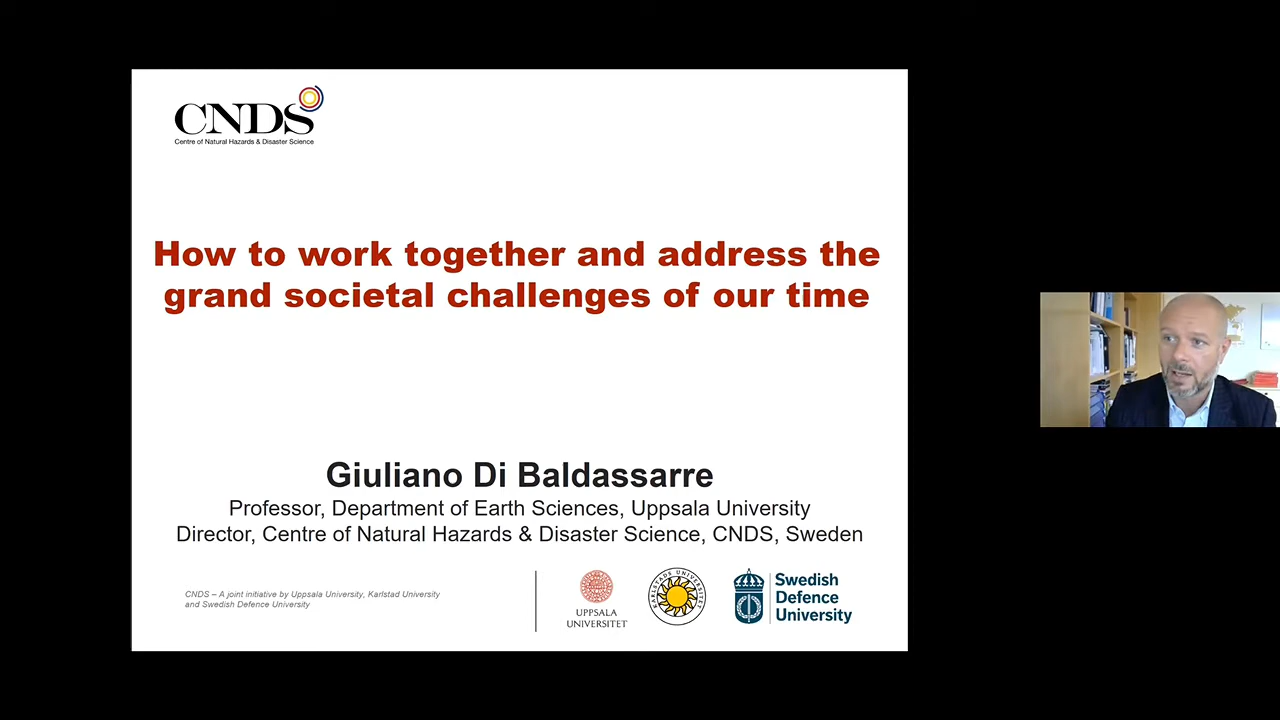 CNDS
Centre of Natural Hazards & Disaster Science
How to work together and address the
grand societal challenges of our time
Giuliano Di Baldassarre
Professor, Department of Earth Sciences, Uppsala University
Director, Centre of Natural Hazards & Disaster Science, CNDS, Sweden
CNDS – A joint initiative by Uppsala University, Karlstad University
and Swedish Defence University
UPPSALA
UNIVERSITET
KARLSTADS UNIVERSITET
Swedish
Defence
University